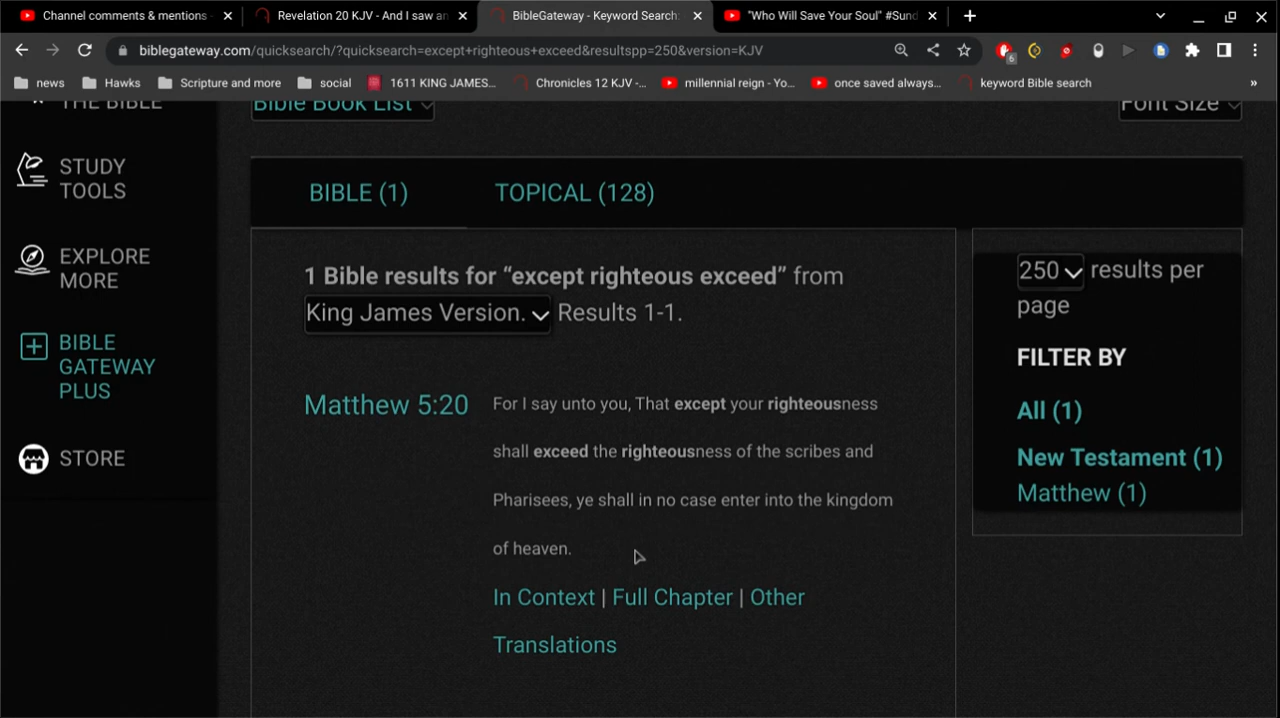 Channel comments & mentions -
Revelation 20 KJV - And I saw an
BibleGateway - Keyword Search:
"Who Will Save Your Soul" #Sund
biblegateway.com/quicksearch/?quicksearch=except+righteous+exceed&resultspp=250&version=KJV
6
news
Hawks
Scripture and more
social
1611 KING JAMES...
Chronicles 12 KJV -...
millennial reign - Yo...
once saved always...
keyword Bible search
»
THE BIBLE
STUDY
TOOLS
EXPLORE
MORE
BIBLE
GATEWAY
PLUS
STORE
Bible Book List
Font Size
BIBLE (1)
TOPICAL (128)
1 Bible results for “except righteous exceed” from
King James Version. Results 1-1.
Matthew 5:20
For I say unto you, That except your righteousness
shall exceed the righteousness of the scribes and
Pharisees, ye shall in no case enter into the kingdom
of heaven.
In Context | Full Chapter | Other
Translations
250 results per
page
FILTER BY
All (1)
New Testament (1)
Matthew (1)